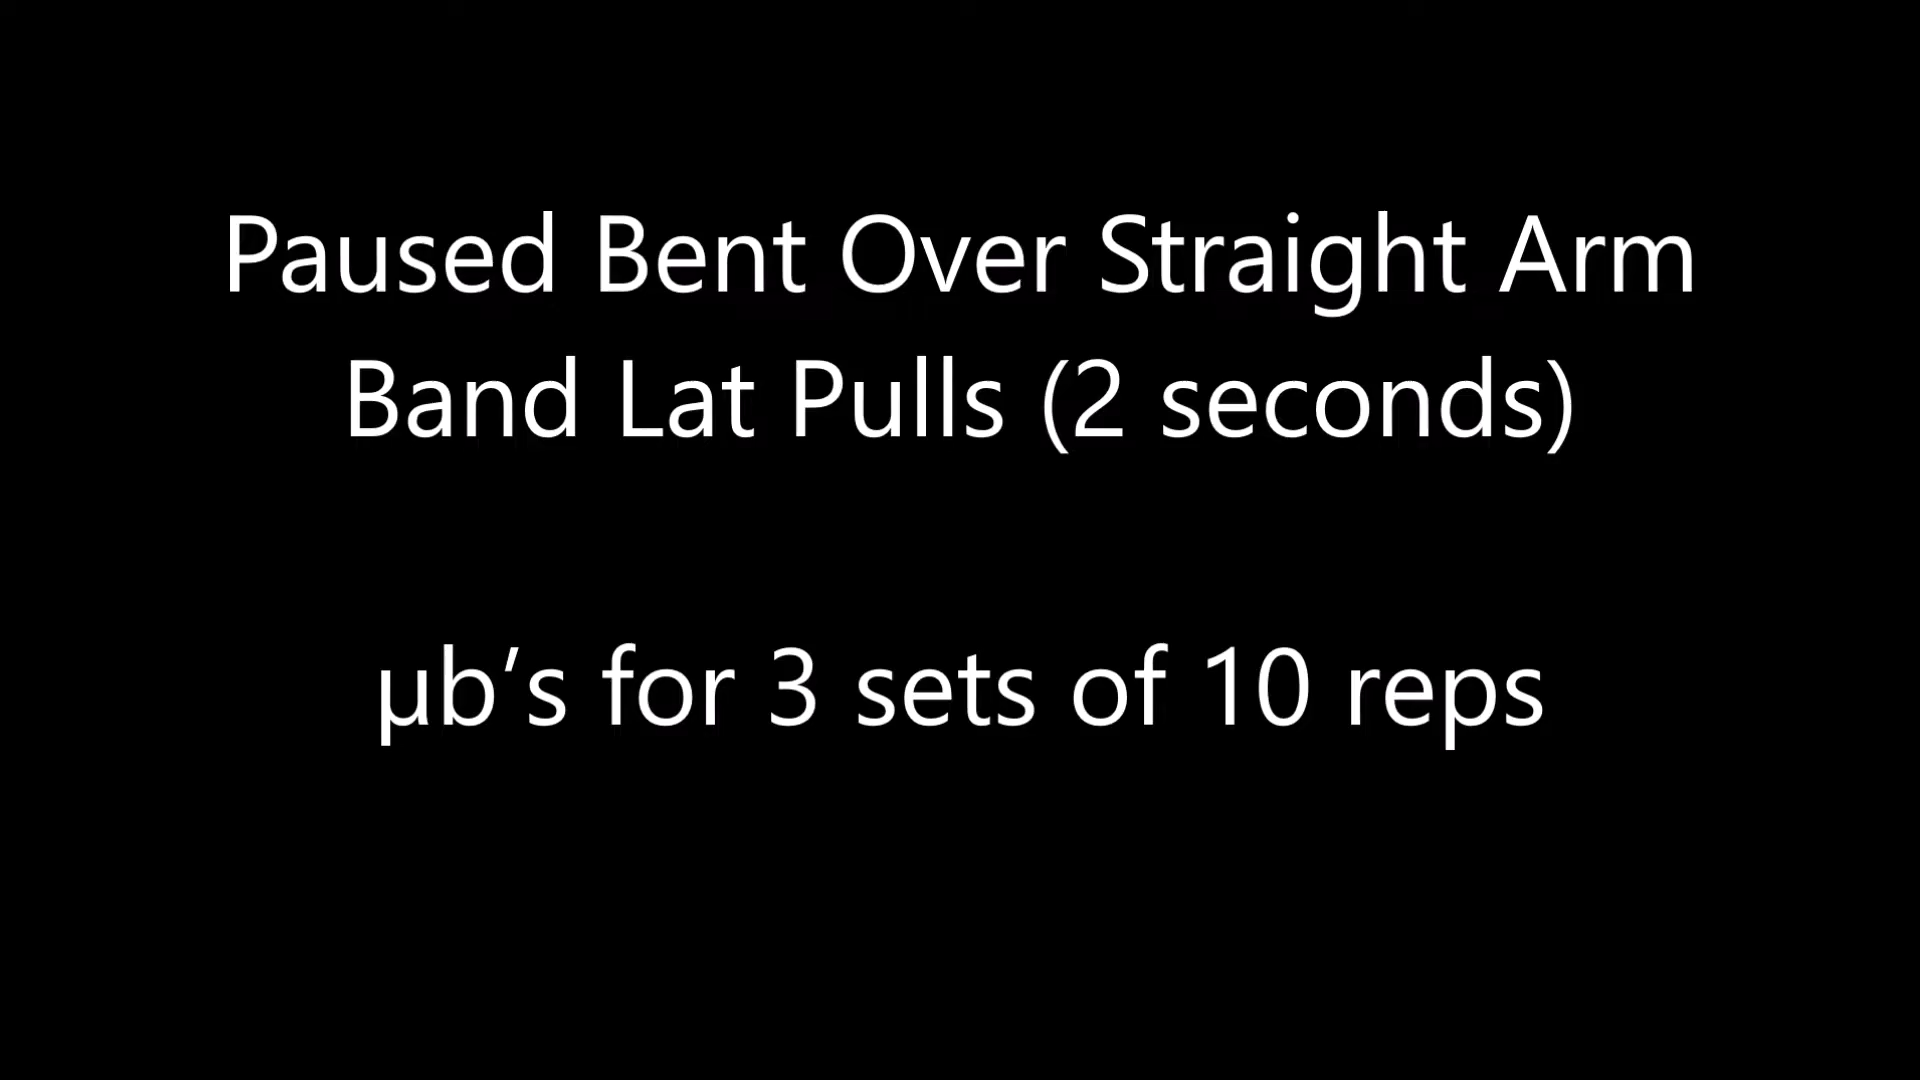 Paused Bent Over Straight Arm
Band Lat Pulls (2 seconds)
µb’s for 3 sets of 10 reps